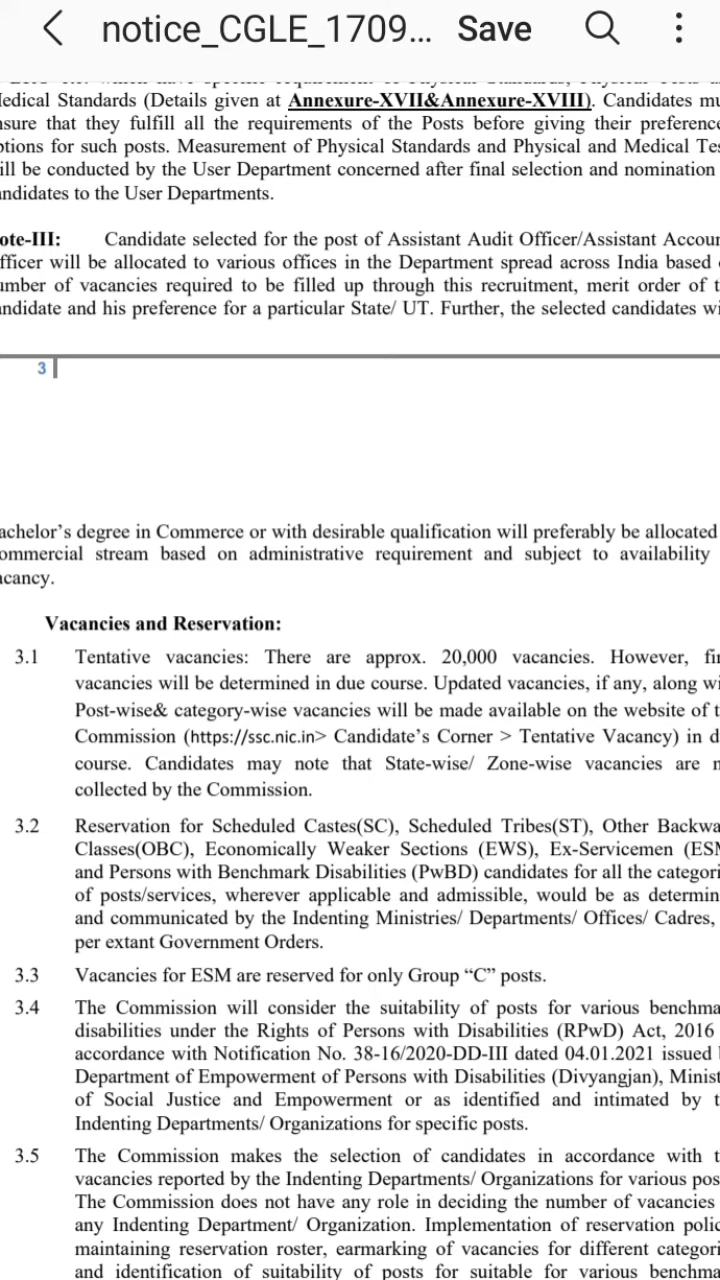 notice_CGLE_1709... Save
edical Standards (Details given at Annexure-XVII&Annexure-XVIII). Candidates mu
nsure that they fulfill all the requirements of the Posts before giving their preference
ptions for such posts. Measurement of Physical Standards and Physical and Medical Tes
ill be conducted by the User Department concerned after final selection and nomination
andidates to the User Departments.
ote-III: Candidate selected for the post of Assistant Audit Officer/Assistant Accoun
fficer will be allocated to various offices in the Department spread across India based
umber of vacancies required to be filled up through this recruitment, merit order of t
andidate and his preference for a particular State/ UT. Further, the selected candidates wi
3
achelor's degree in Commerce or with desirable qualification will preferably be allocated
ommercial stream based on administrative requirement and subject to availability
acancy.
Vacancies and Reservation:
3.1 Tentative vacancies: There are approx. 20,000 vacancies. However, fir
vacancies will be determined in due course. Updated vacancies, if any, along wi
Post-wise& category-wise vacancies will be made available on the website of t
Commission (https://ssc.nic.in> Candidate's Corner > Tentative Vacancy) in d
course. Candidates may note that State-wise/ Zone-wise vacancies are n
collected by the Commission.
3.2 Reservation for Scheduled Castes(SC), Scheduled Tribes(ST), Other Backwa
Classes(OBC), Economically Weaker Sections (EWS), Ex-Servicemen (ESM
and Persons with Benchmark Disabilities (PwBD) candidates for all the categori
of posts/services, wherever applicable and admissible, would be as determin
and communicated by the Indenting Ministries/ Departments/ Offices/ Cadres,
per extant Government Orders.
3.3 Vacancies for ESM are reserved for only Group “C” posts.
3.4 The Commission will consider the suitability of posts for various benchma
disabilities under the Rights of Persons with Disabilities (RPwD) Act, 2016
accordance with Notification No. 38-16/2020-DD-III dated 04.01.2021 issued
Department of Empowerment of Persons with Disabilities (Divyangjan), Minist
of Social Justice and Empowerment or as identified and intimated by t
Indenting Departments/ Organizations for specific posts.
3.5 The Commission makes the selection of candidates in accordance with t
vacancies reported by the Indenting Departments/ Organizations for various pos
The Commission does not have any role in deciding the number of vacancies
any Indenting Department/ Organization. Implementation of reservation polic
maintaining reservation roster, earmarking of vacancies for different categori
and identification of suitability of posts for suitable for various benchma